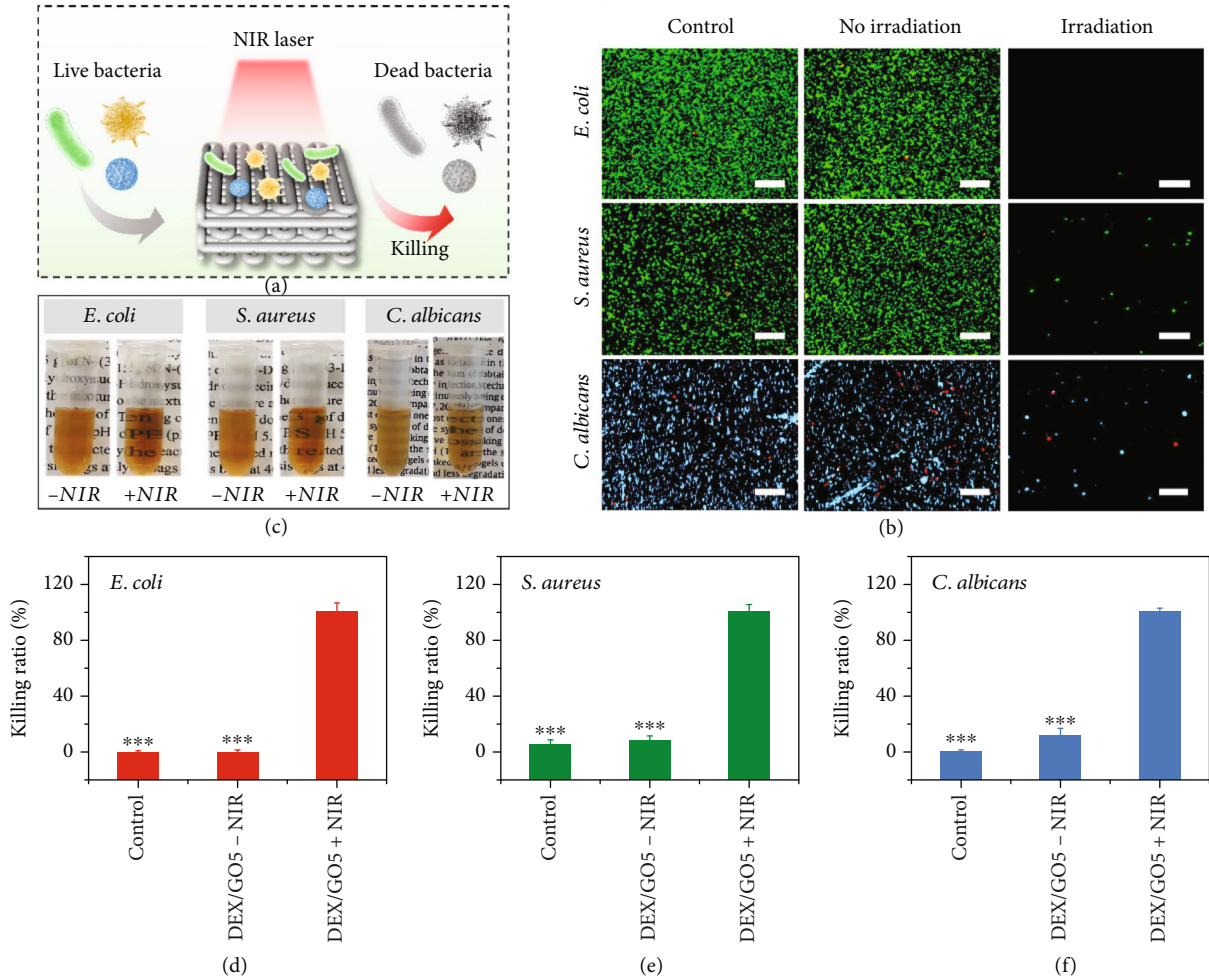 NIR laser
Live bacteria
Dead bacteria
Killing
(a)
Control
No irradiation
Irradiation
E. coli
S. aureus
C. albicans
(b)
E. coli
S. aureus
C. albicans
–NIR
+NIR
–NIR
+NIR
–NIR
+NIR
(c)
E. coli
Killing ratio (%)
120
80
40
0
***
***
Control
DEX/GO5 – NIR
DEX/GO5 + NIR
(d)
S. aureus
Killing ratio (%)
120
80
40
0
***
***
Control
DEX/GO5 – NIR
DEX/GO5 + NIR
(e)
C. albicans
Killing ratio (%)
120
80
40
0
***
***
Control
DEX/GO5 – NIR
DEX/GO5 + NIR
(f)